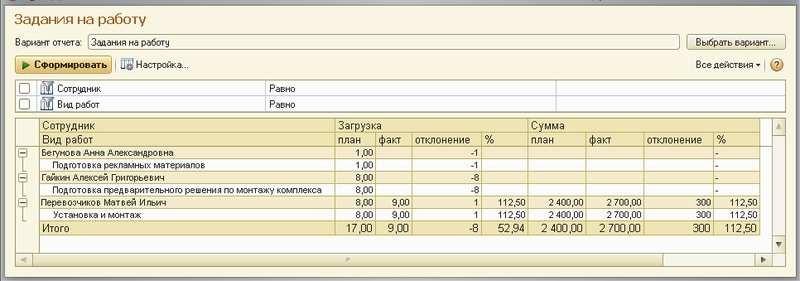 Задания на работу
Вариант отчета: Задания на работу Выбрать вариант...
Сформировать Настройка... Все действия ?
Сотрудник Равно
Вид работ Равно
Сотрудник Загрузка Сумма
Вид работ план факт отклонение % план факт отклонение %
Бегунова Анна Александровна 1,00 -1 -
Подготовка рекламных материалов 1,00 -1 -
Гайкин Алексей Григорьевич 8,00 -8 -
Подготовка предварительного решения по монтажу комплекса 8,00 -8 -
Перевозчиков Матвей Ильич 8,00 9,00 1 112,50 2 400,00 2 700,00 300 112,50
Установка и монтаж 8,00 9,00 1 112,50 2 400,00 2 700,00 300 112,50
Итого 17,00 9,00 -8 52,94 2 400,00 2 700,00 300 112,50